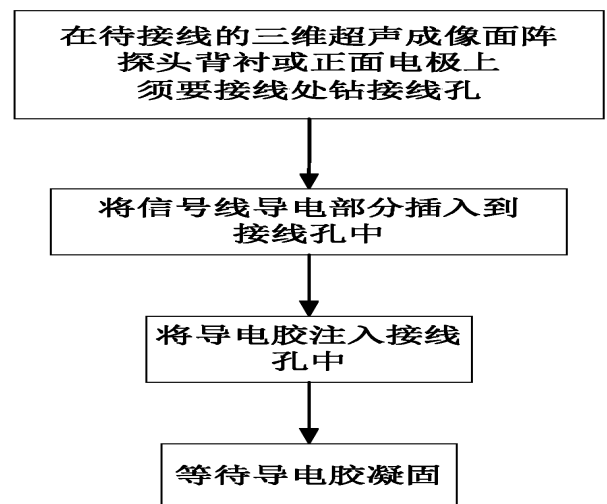 在待接线的三维超声成像面阵
探头背衬或正面电极上
须要接线处钻接线孔
将信号线导电部分插入到
接线孔中
将导电胶注入接线
孔中
等待导电胶凝固